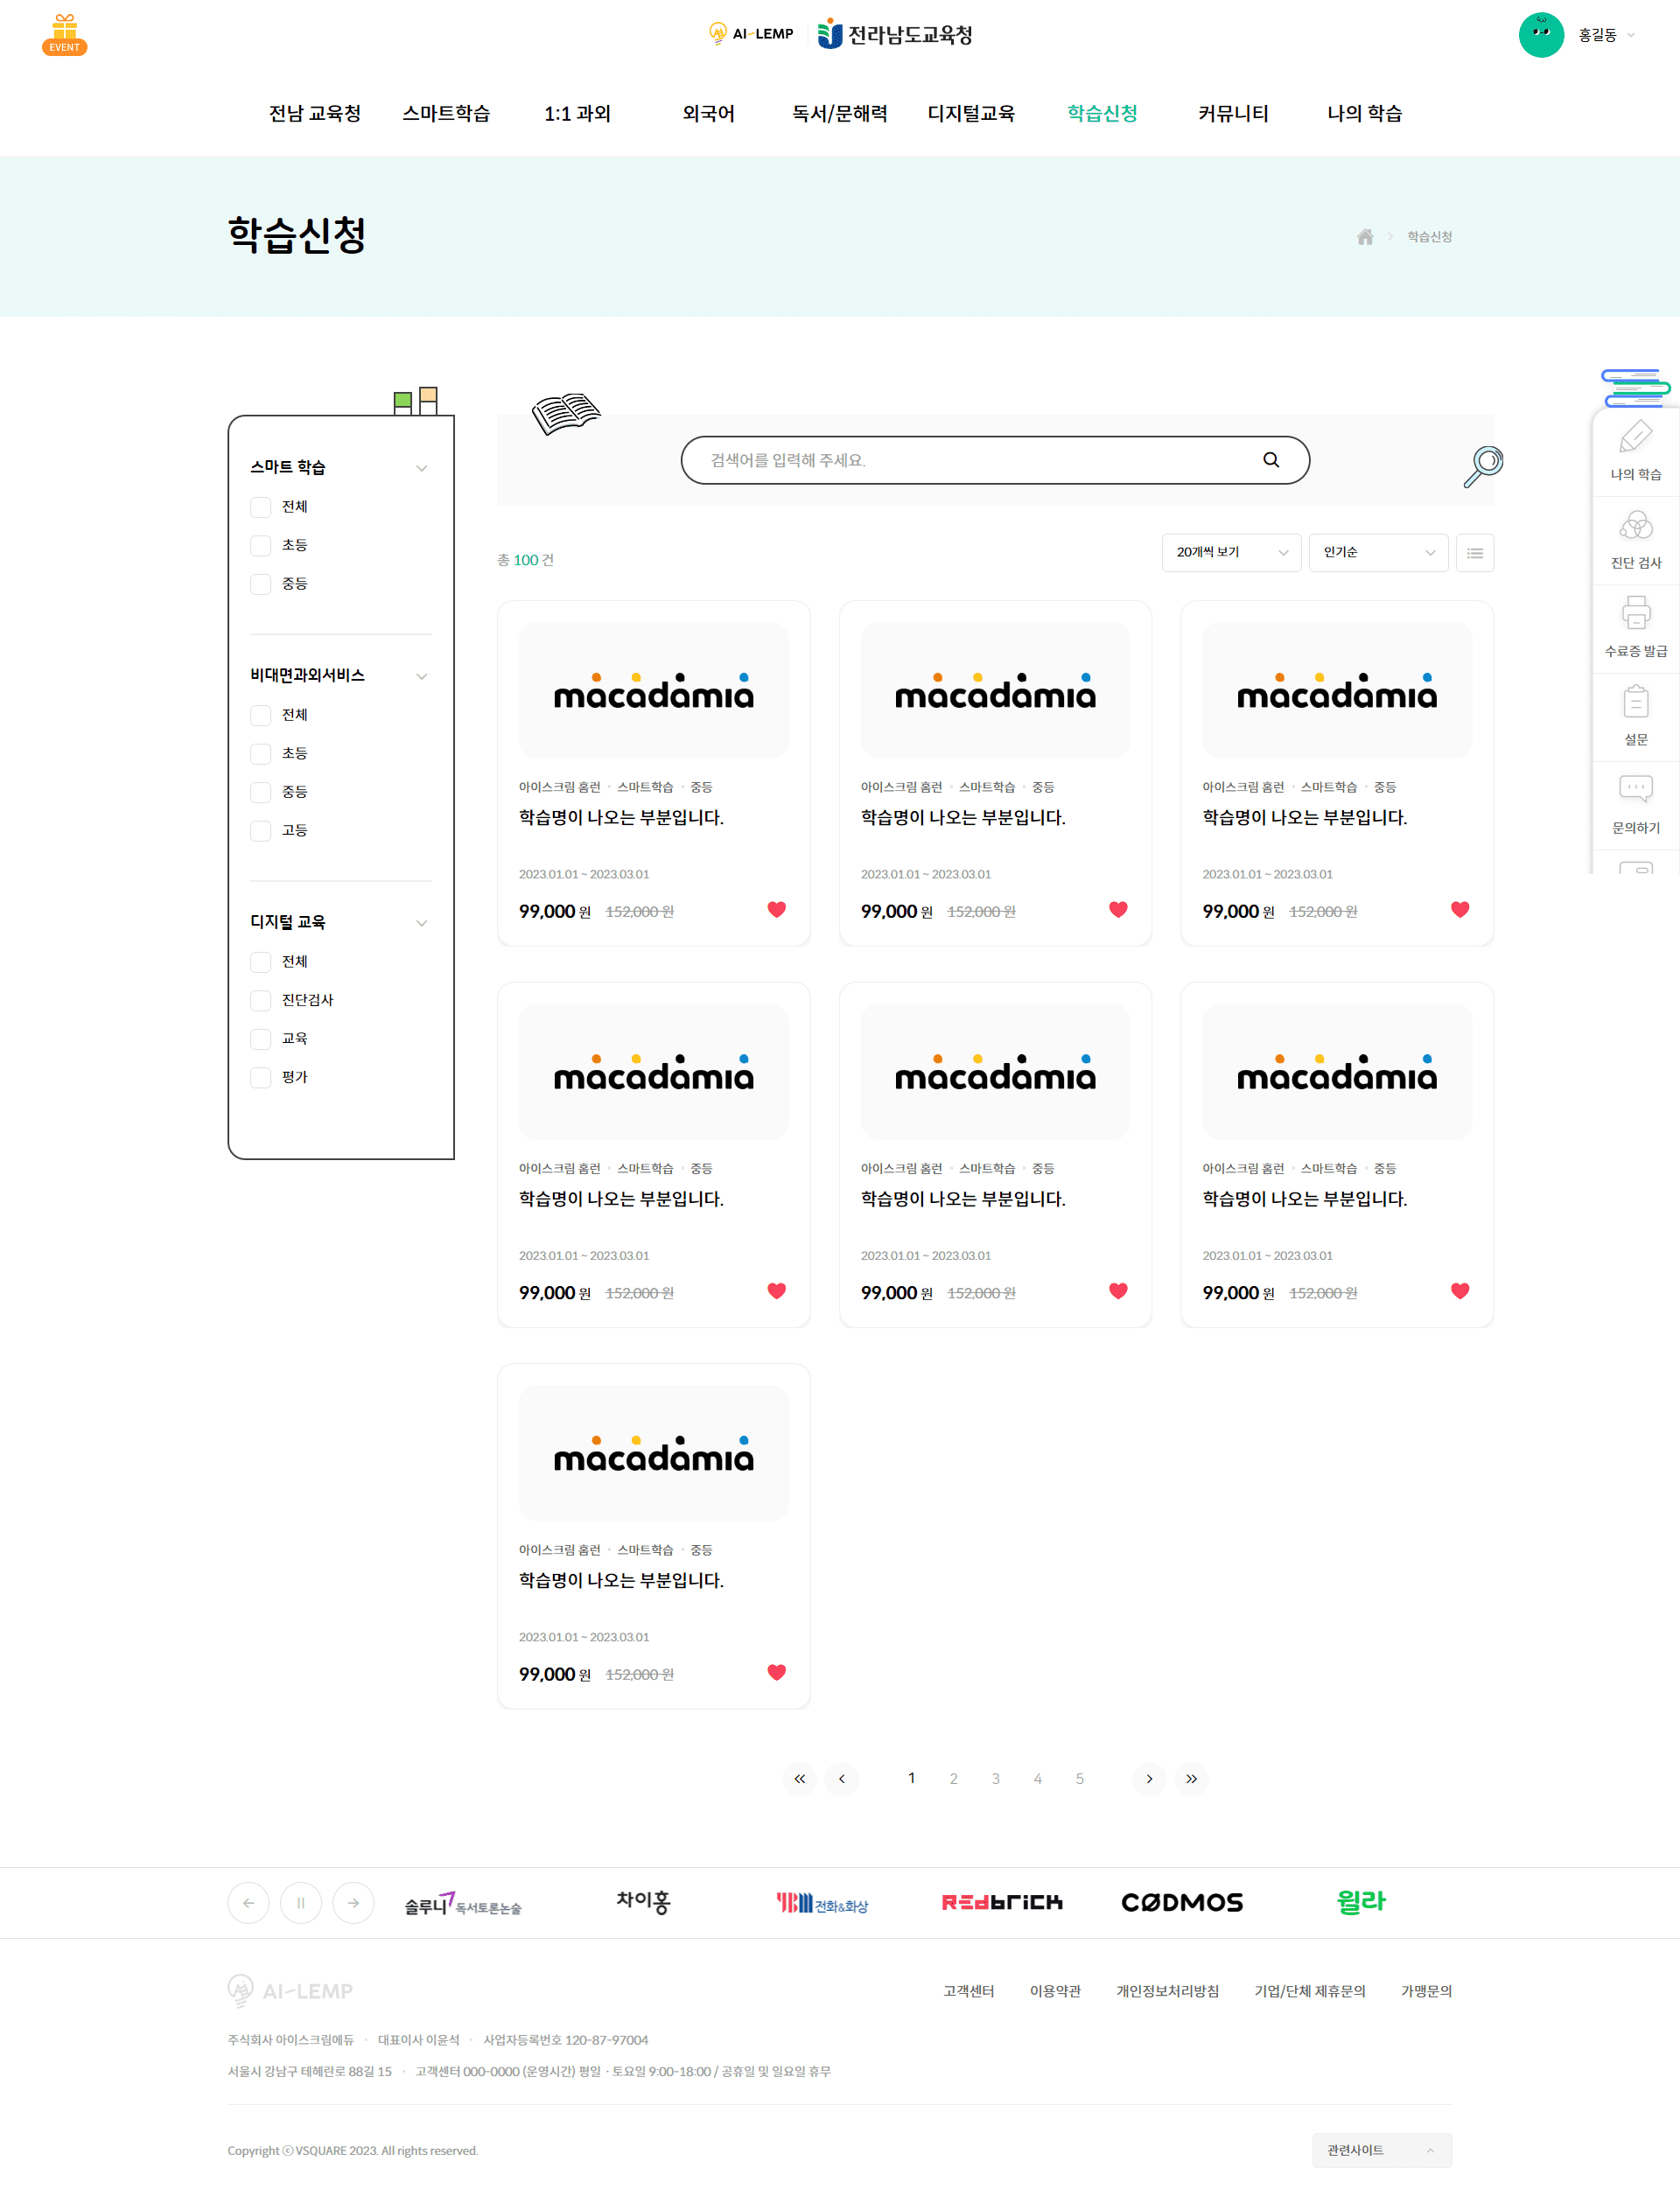 EVENT
AI-LEMP 전라남도교육청
홍길동
전남 교육청 스마트학습 1:1 과외 외국어 독서/문해력 디지털교육 학습신청 커뮤니티 나의 학습
학습신청
학습신청
스마트 학습
전체
초등
중등
비대면과외서비스
전체
초등
중등
고등
디지털 교육
전체
진단검사
교육
평가
검색어를 입력해 주세요.
총 100 건
20개씩 보기 인기순
macadamia macadamia macadamia
아이스크림 홈런 · 스마트학습 · 중등 아이스크림 홈런 · 스마트학습 · 중등 아이스크림 홈런 · 스마트학습 · 중등
학습명이 나오는 부분입니다. 학습명이 나오는 부분입니다. 학습명이 나오는 부분입니다.
2023.01.01 ~ 2023.03.01 2023.01.01 ~ 2023.03.01 2023.01.01 ~ 2023.03.01
99,000 원 152,000 원 99,000 원 152,000 원 99,000 원 152,000 원
macadamia macadamia macadamia
아이스크림 홈런 · 스마트학습 · 중등 아이스크림 홈런 · 스마트학습 · 중등 아이스크림 홈런 · 스마트학습 · 중등
학습명이 나오는 부분입니다. 학습명이 나오는 부분입니다. 학습명이 나오는 부분입니다.
2023.01.01 ~ 2023.03.01 2023.01.01 ~ 2023.03.01 2023.01.01 ~ 2023.03.01
99,000 원 152,000 원 99,000 원 152,000 원 99,000 원 152,000 원
macadamia
아이스크림 홈런 · 스마트학습 · 중등
학습명이 나오는 부분입니다.
2023.01.01 ~ 2023.03.01
99,000 원 152,000 원
1 2 3 4 5
나의 학습
진단 검사
수료증 발급
설문
문의하기
솔루니 독서토론논술 차이홍 YBM 전화&화상 REdbrick CODMOS 윌라
AI-LEMP
고객센터 이용약관 개인정보처리방침 기업/단체 제휴문의 가맹문의
주식회사 아이스크림에듀 · 대표이사 이윤석 · 사업자등록번호 120-87-97004
서울시 강남구 테헤란로 88길 15 · 고객센터 000-0000 (운영시간) 평일 · 토요일 9:00-18:00 / 공휴일 및 일요일 휴무
Copyright ⓒ VSQUARE 2023. All rights reserved.
관련사이트